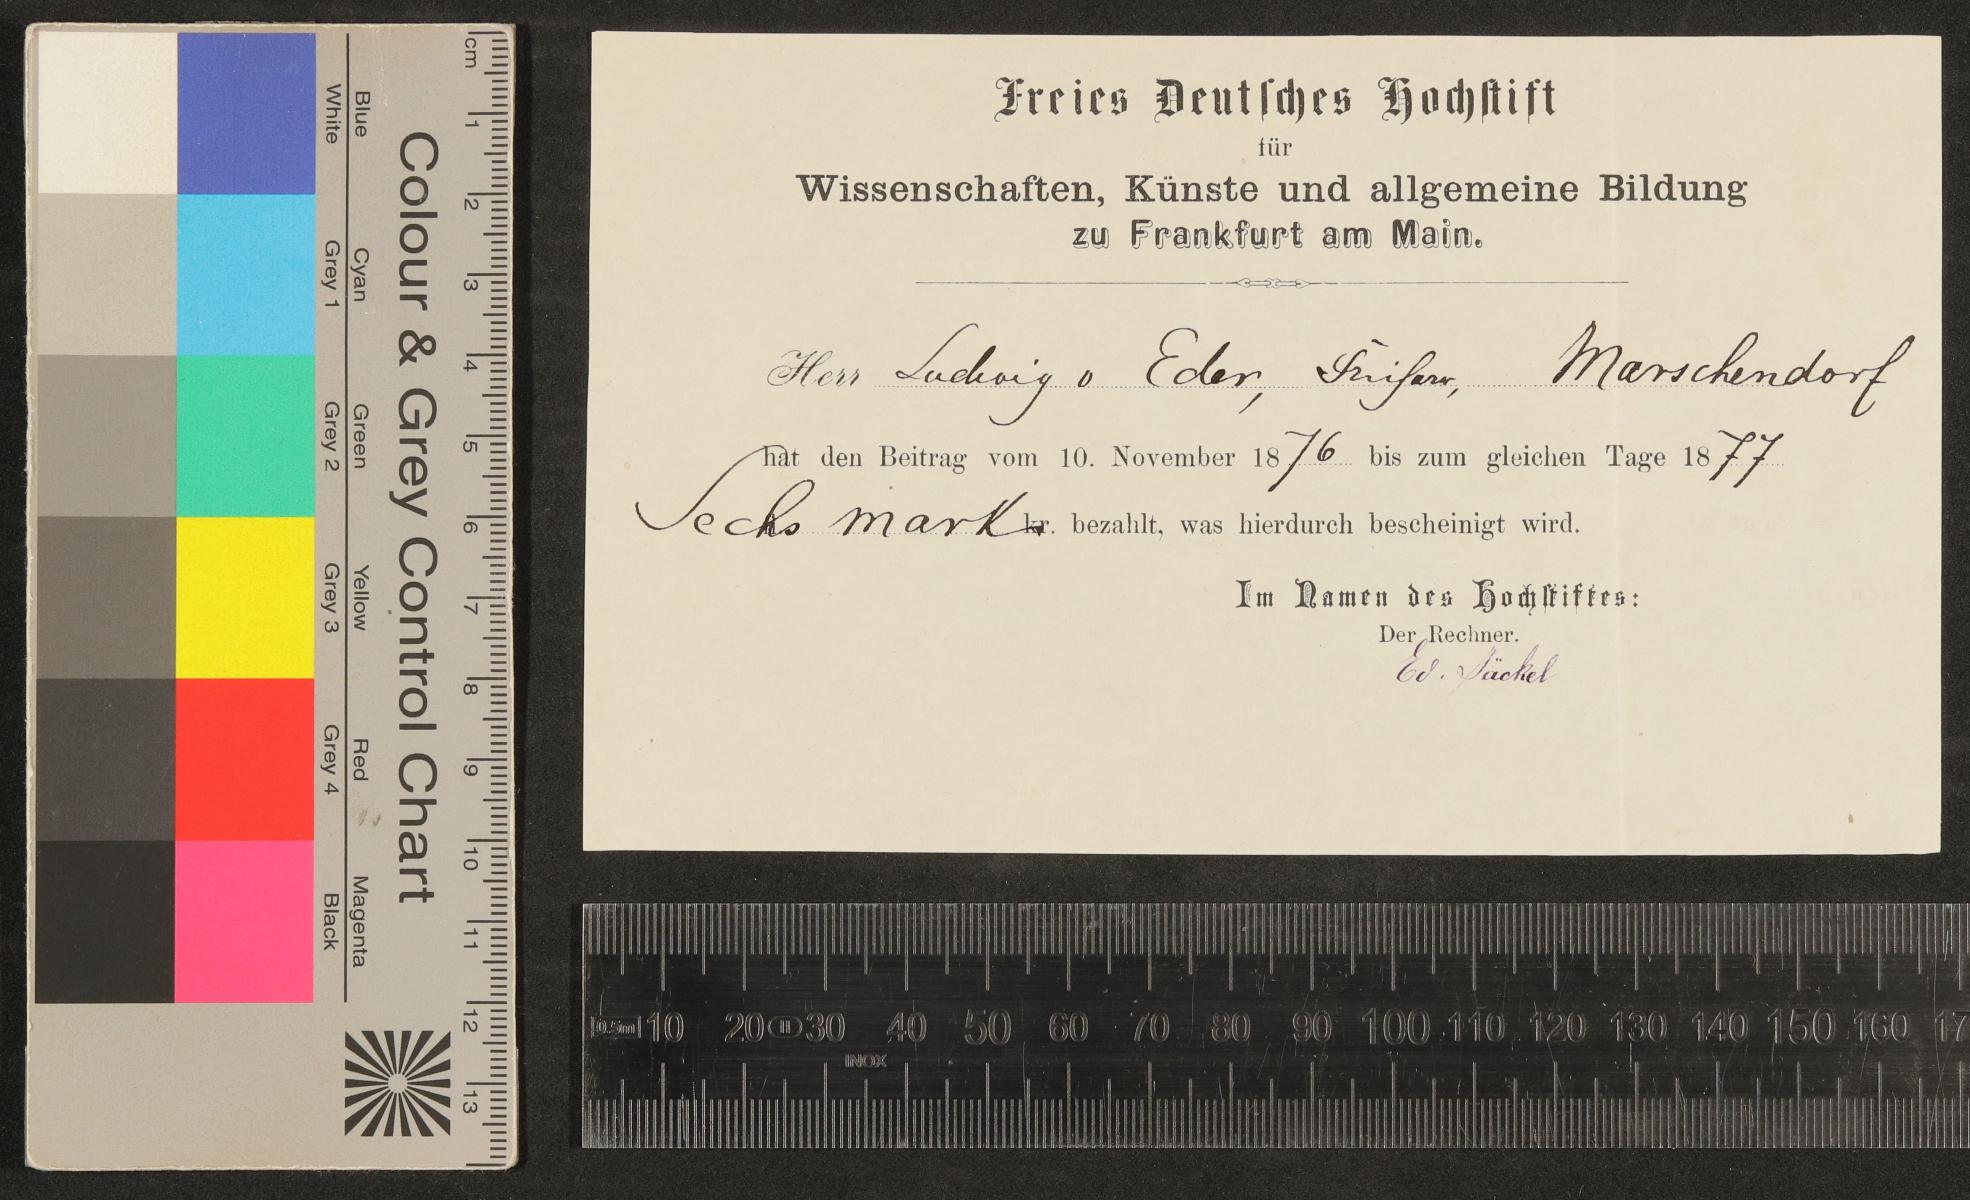 Freies Deutsches Hochstift
für
Wissenschaften, Künste und allgemeine Bildung
zu Frankfurt am Main.
Herr Ludwig v Eder, Marschendorf
hat den Beitrag vom 10. November 1876 bis zum gleichen Tage 1877
Sechs Mark kr. bezahlt, was hierdurch bescheinigt wird.
Im Namen des Hochstiftes:
Der Rechner.
Ed. Jäckel
Colour & Grey Control Chart
Blue Cyan Green Yellow Red Magenta
White Grey 1 Grey 2 Grey 3 Grey 4 Black
cm 1 2 3 4 5 6 7 8 9 10 11 12 13
0.5m 10 20 II 30 40 50 60 70 80 90 100 110 120 130 140 150 160 17
INOX